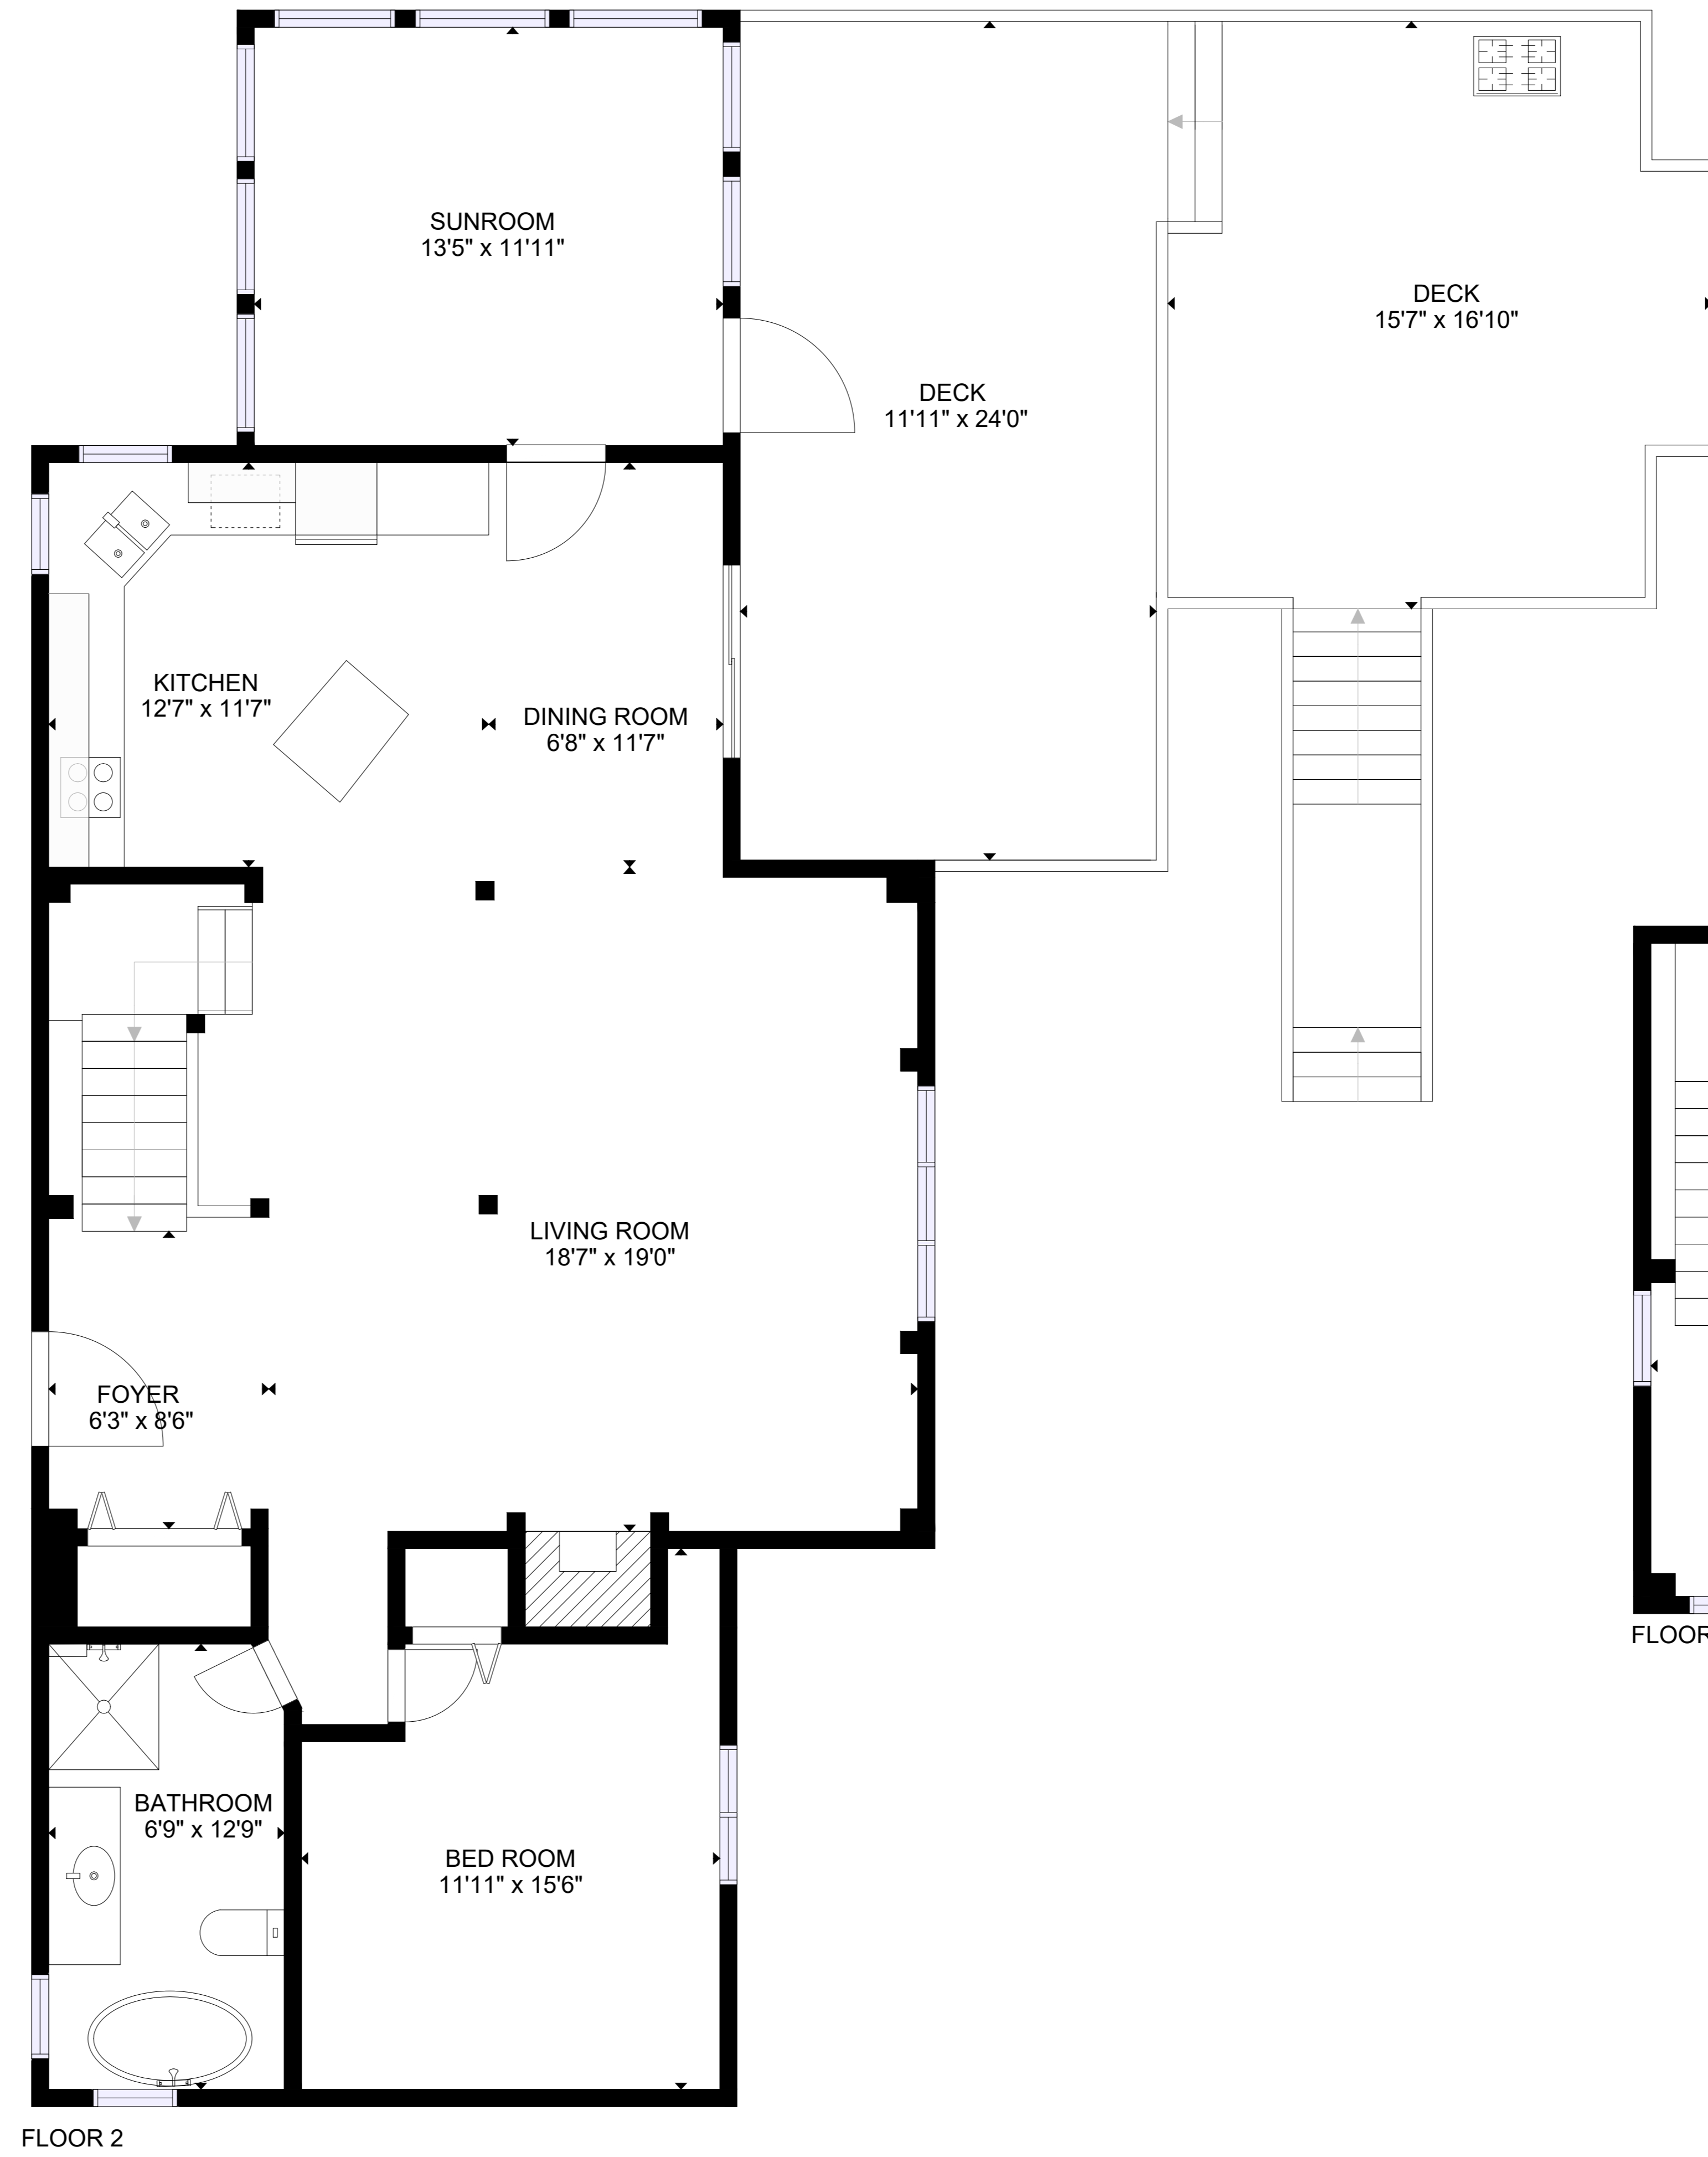 SUNROOM
13'5" x 11'11"
DECK
15'7" x 16'10"
DECK
11'11" x 24'0"
KITCHEN
12'7" x 11'7"
DINING ROOM
6'8" x 11'7"
LIVING ROOM
18'7" x 19'0"
FOYER
6'3" x 8'6"
FLOOR
BATHROOM
6'9" x 12'9"
BED ROOM
11'11" x 15'6"
FLOOR 2